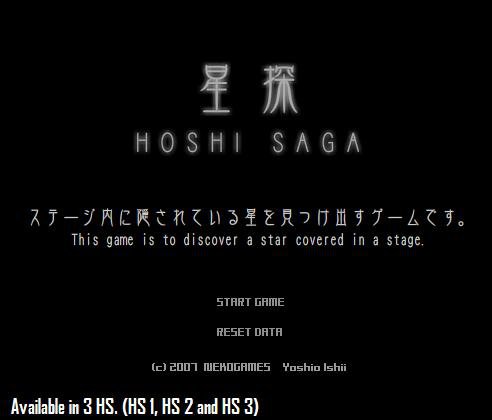 星探
HOSHI SAGA
ステージ内に隠されている星を見つけ出すゲームです。
This game is to discover a star covered in a stage.
START GAME
RESET DATA
(c) 2007 NEKOGAMES Yoshio Ishii
Available in 3 HS. (HS 1, HS 2 and HS 3)